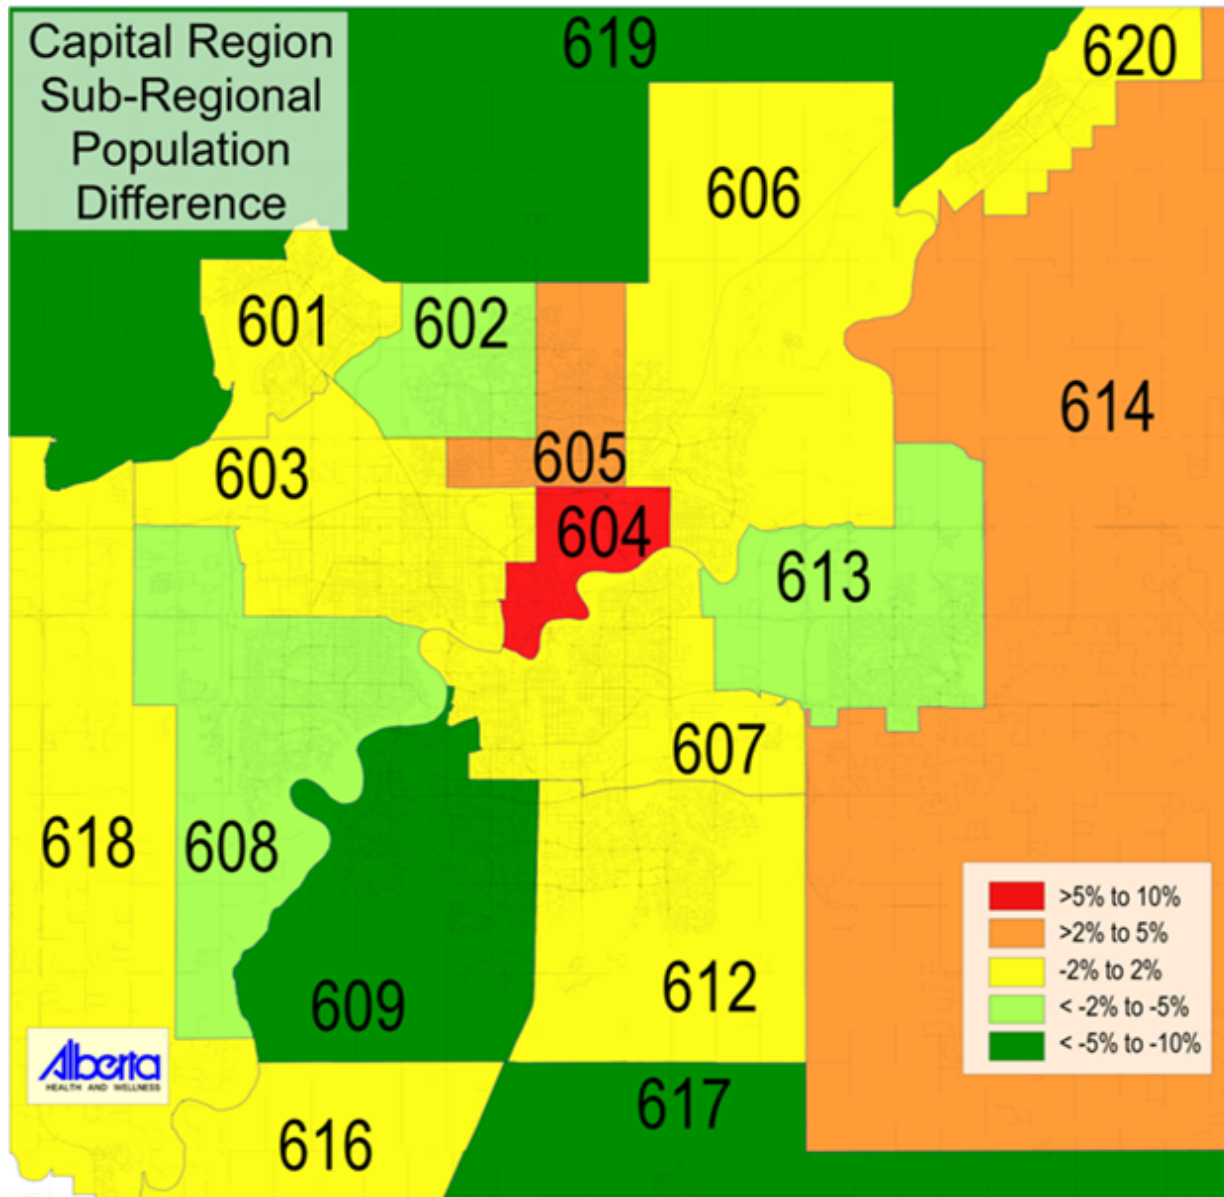 Capital Region
Sub-Regional
Population
Difference
619
620
606
601
602
614
603
605
604
613
607
618
608
609
612
616
617
>5% to 10%
>2% to 5%
-2% to 2%
< -2% to -5%
< -5% to -10%
Alberta
HEALTH AND WELLNESS